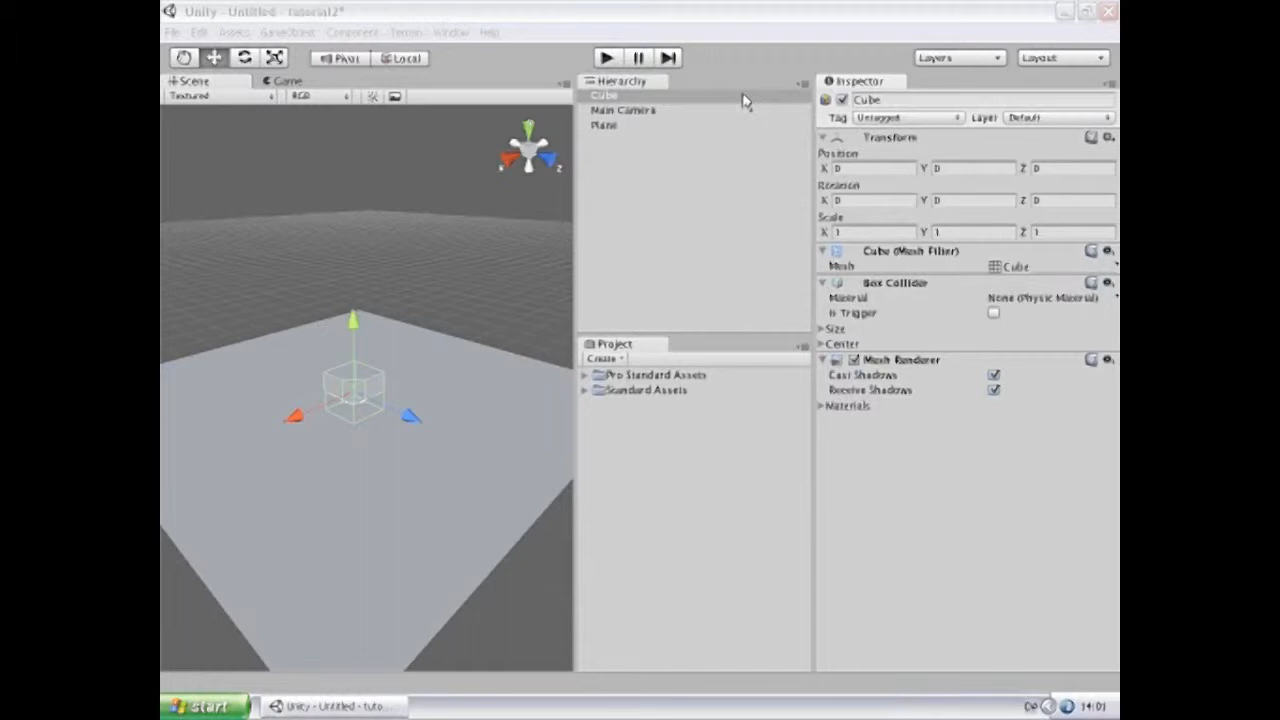 Unity - Untitled - tutorial2*
File Edit Assets GameObject Component Terrain Window Help
Pivot Local Layers Layout
Scene Game
Textured RGB
X Z
Hierarchy
Cube
Main Camera
Plane
Project
Create
Pro Standard Assets
Standard Assets
Inspector
Cube
Tag Untagged Layer Default
Transform
Position
X 0 Y 0 Z 0
Rotation
X 0 Y 0 Z 0
Scale
X 1 Y 1 Z 1
Cube (Mesh Filter)
Mesh Cube
Box Collider
Material None (Physic Material)
Is Trigger
Size
Center
Mesh Renderer
Cast Shadows
Receive Shadows
Materials
start Unity - Untitled - tuto... 14:01